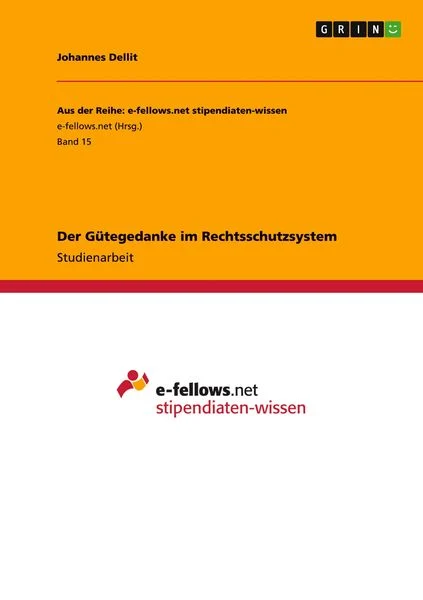 GRIN
Johannes Dellit
Aus der Reihe: e-fellows.net stipendiaten-wissen
e-fellows.net (Hrsg.)
Band 15
Der Gütegedanke im Rechtsschutzsystem
Studienarbeit
e-fellows.net
stipendiaten-wissen